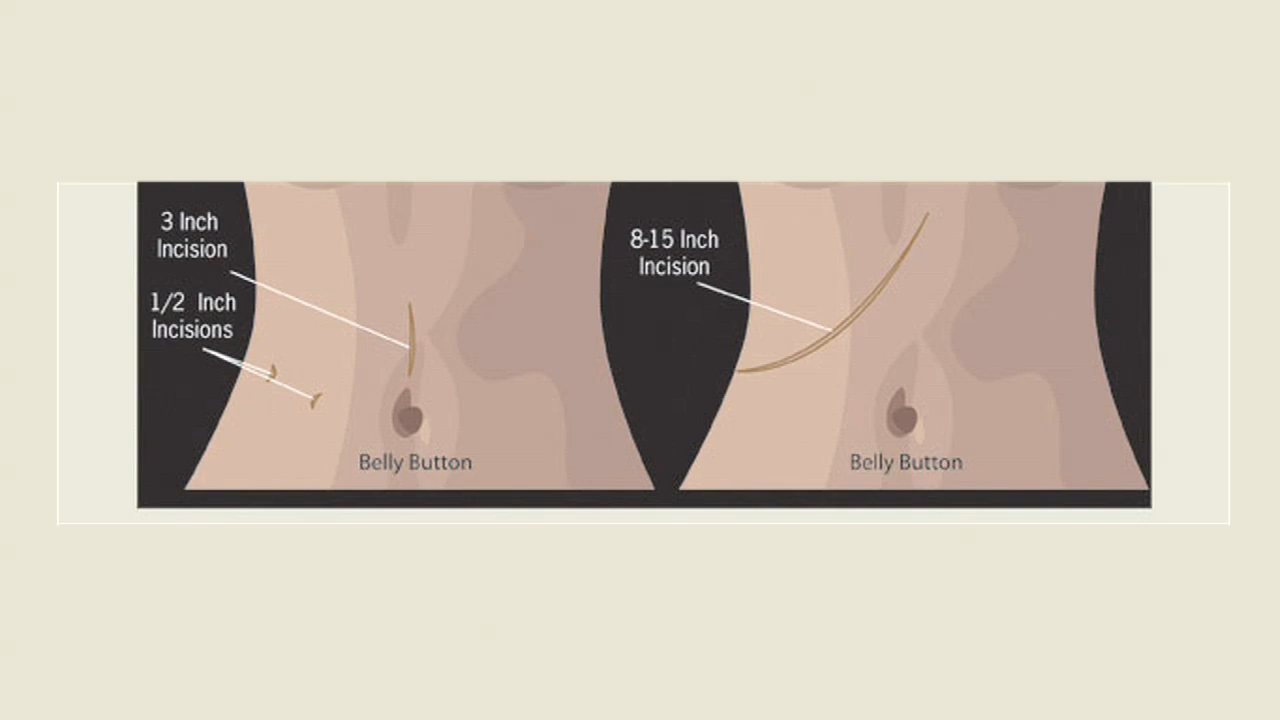 3 Inch
Incision
1/2 Inch
Incisions
Belly Button
8-15 Inch
Incision
Belly Button